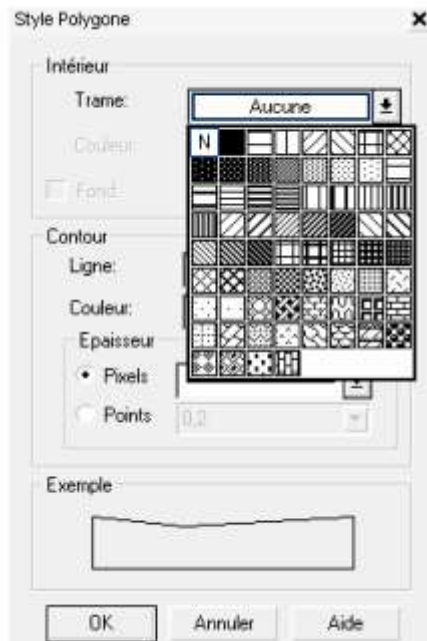 Style Polygone
Intérieur
Trame:
Aucune
Couleur:
N
Fond
Contour
Ligne:
Couleur:
Epaisseur
Pixels
Points
0,2
Exemple
OK
Annuler
Aide